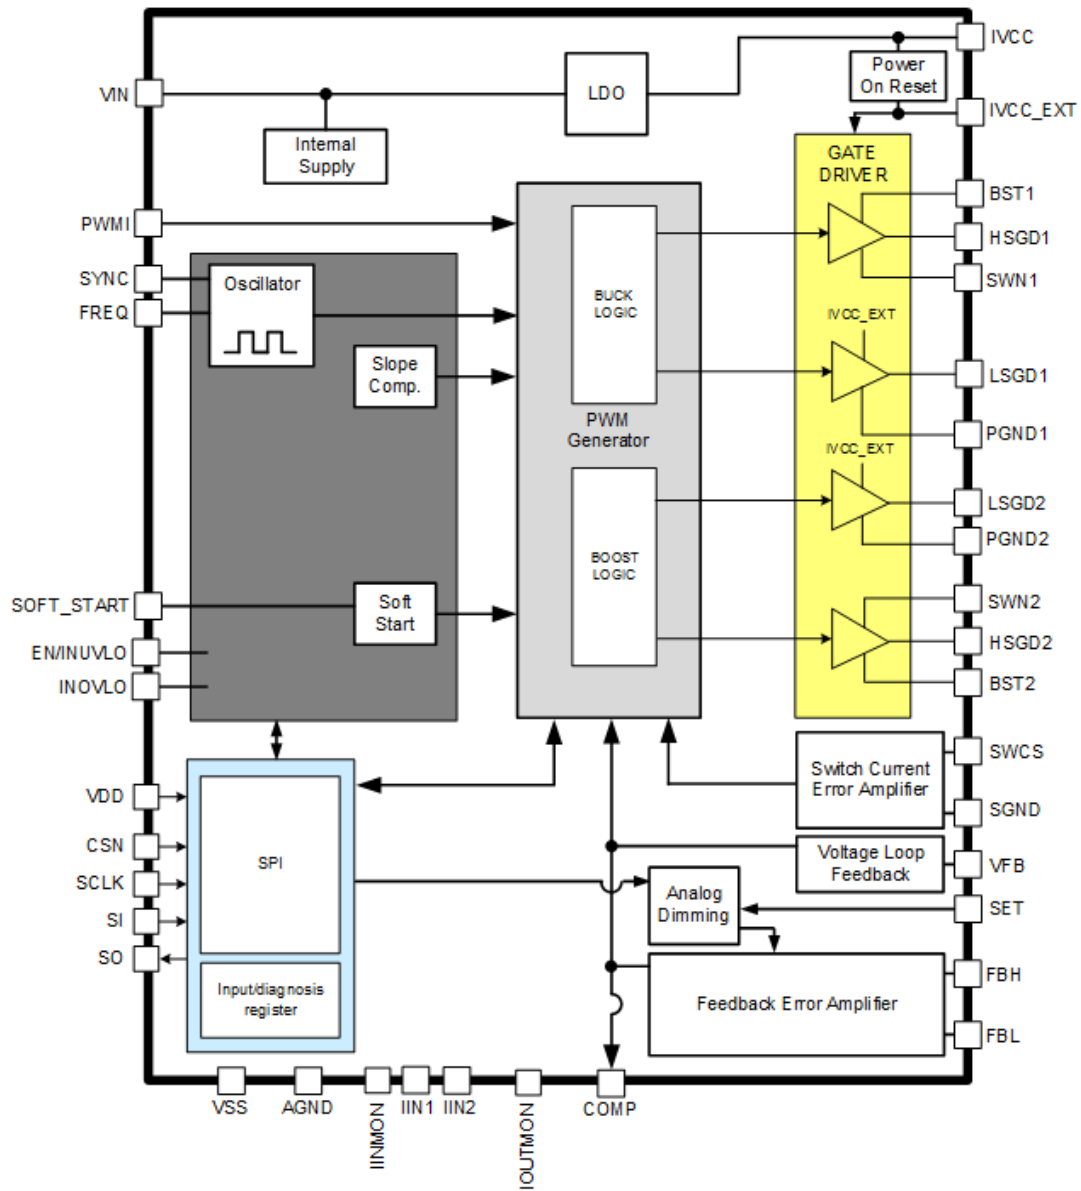 IVCC
Power
On Reset
VIN
LDO
IVCC_EXT
Internal
Supply
GATE
DRIVER
BST1
PWMI
HSGD1
SYNC
Oscillator
SWN1
FREQ
BUCK
LOGIC
IVCC_EXT
Slope
Comp.
LSGD1
PWM
Generator
PGND1
IVCC_EXT
LSGD2
PGND2
BOOST
LOGIC
SOFT_START
Soft
Start
SWN2
HSGD2
EN/INUVLO
INOVLO
BST2
SWCS
Switch Current
Error Amplifier
VDD
SGND
CSN
SPI
Voltage Loop
Feedback
VFB
SCLK
Analog
Dimming
SET
SI
SO
FBH
Input/diagnosis
register
Feedback Error Amplifier
FBL
VSS
AGND
IINMON
IIN1
IIN2
IOUTMON
COMP